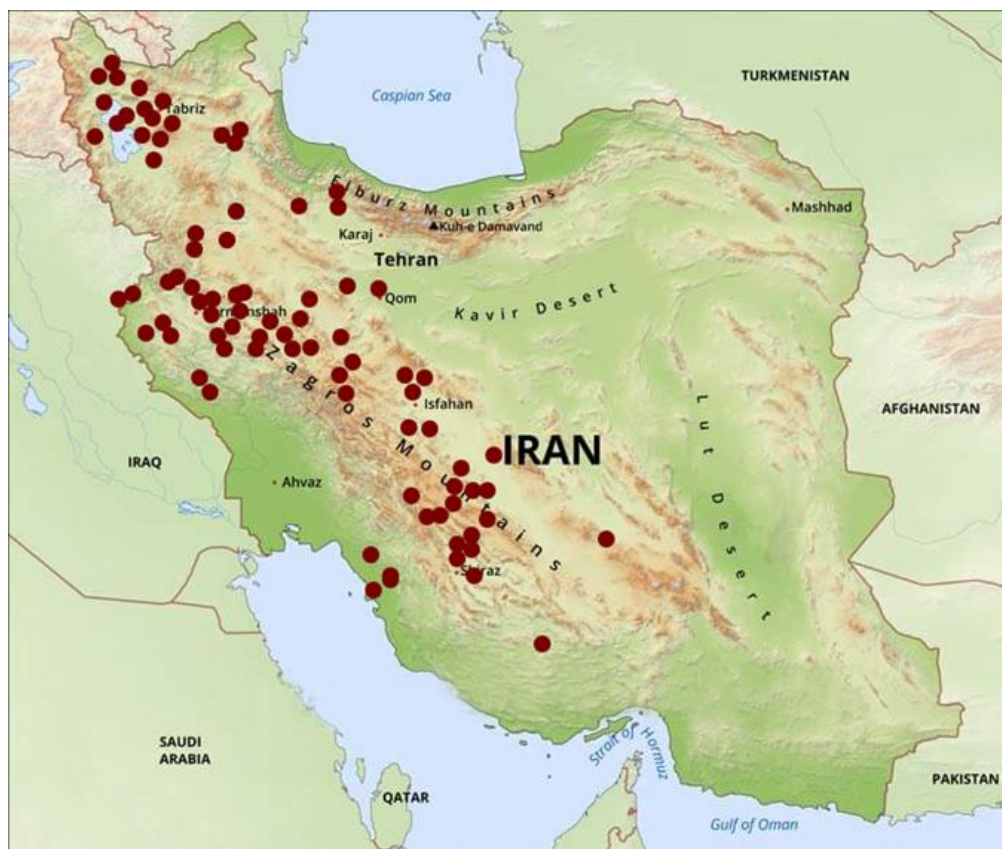 TURKMENISTAN
Caspian Sea
Tabriz
Elburz Mountains
Mashhad
Karaj
Kuh-e Damavand
Tehran
Qom
Kavir Desert
Zagros Mountains
Isfahan
AFGHANISTAN
Lut Desert
IRAN
IRAQ
Ahvaz
Shiraz
SAUDI
ARABIA
QATAR
Strait of Hormuz
PAKISTAN
Gulf of Oman